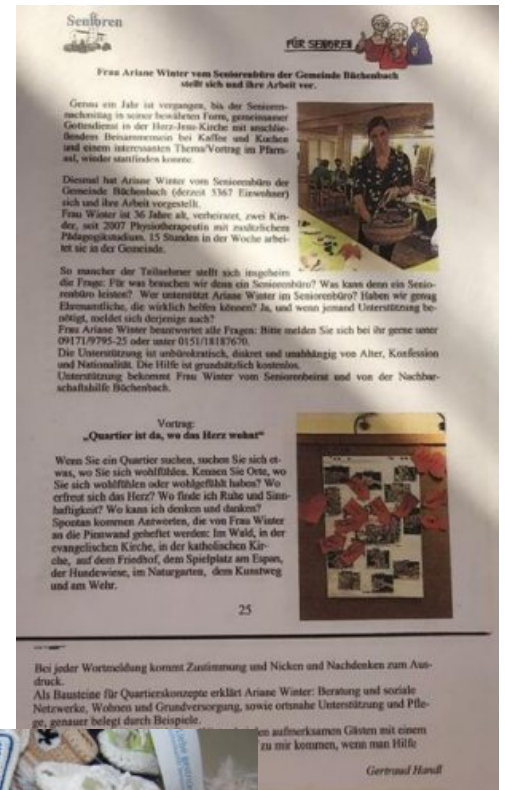 Senioren
FÜR SENIOREN
Frau Ariane Winter vom Seniorenbüro der Gemeinde Büchenbach
stellt sich und ihre Arbeit vor.
Genau ein Jahr ist vergangen, bis der Senioren-
nachmittag in seiner bewährten Form, gemeinsamer
Gottesdienst in der Herz-Jesu-Kirche mit anschlie-
ßendem Beisammensein bei Kaffee und Kuchen
und einem interessanten Thema/Vortrag im Pfarr-
saal, wieder stattfinden konnte.
Diesmal hat Ariane Winter vom Seniorenbüro der
Gemeinde Büchenbach (derzeit 5367 Einwohner)
sich und ihre Arbeit vorgestellt.
Frau Winter ist 36 Jahre alt, verheiratet, zwei Kin-
der, seit 2007 Physiotherapeutin mit zusätzlichem
Pädagogikstudium. 15 Stunden in der Woche arbei-
tet sie in der Gemeinde.
So mancher der Teilnehmer stellt sich insgeheim
die Frage: Für was brauchen wir denn ein Seniorenbüro? Was kann denn ein Senio-
renbüro leisten? Wer unterstützt Ariane Winter im Seniorenbüro? Haben wir genug
Ehrenamtliche, die wirklich helfen können? Ja, und wenn jemand Unterstützung be-
nötigt, meldet sich derjenige auch?
Frau Ariane Winter beantwortet alle Fragen: Bitte melden Sie sich bei ihr gerne unter
09171/9795-25 oder unter 0151/18187670.
Die Unterstützung ist unbürokratisch, diskret und unabhängig von Alter, Konfession
und Nationalität. Die Hilfe ist grundsätzlich kostenlos.
Unterstützung bekommt Frau Winter vom Seniorenbeirat und von der Nachbar-
schaftshilfe Büchenbach.
Vortrag:
„Quartier ist da, wo das Herz wohnt“
Wenn Sie ein Quartier suchen, suchen Sie sich et-
was, wo Sie sich wohlfühlen. Kennen Sie Orte, wo
Sie sich wohlfühlen oder wohlgefühlt haben? Wo
erfreut sich das Herz? Wo finde ich Ruhe und Sinn-
haftigkeit? Wo kann ich denken und danken?
Spontan kommen Antworten, die von Frau Winter
an die Pinnwand geheftet werden: Im Wald, in der
evangelischen Kirche, in der katholischen Kir-
che, auf dem Friedhof, dem Spielplatz am Espan,
der Hundewiese, im Naturgarten, dem Kunstweg
und am Wehr.
25
Bei jeder Wortmeldung kommt Zustimmung und Nicken und Nachdenken zum Aus-
druck.
Als Bausteine für Quartierskonzepte erklärt Ariane Winter: Beratung und soziale
Netzwerke, Wohnen und Grundversorgung, sowie ortsnahe Unterstützung und Pfle-
ge, genauer belegt durch Beispiele.
den aufmerksamen Gästen mit einem
zu mir kommen, wenn man Hilfe
Gertraud Handl